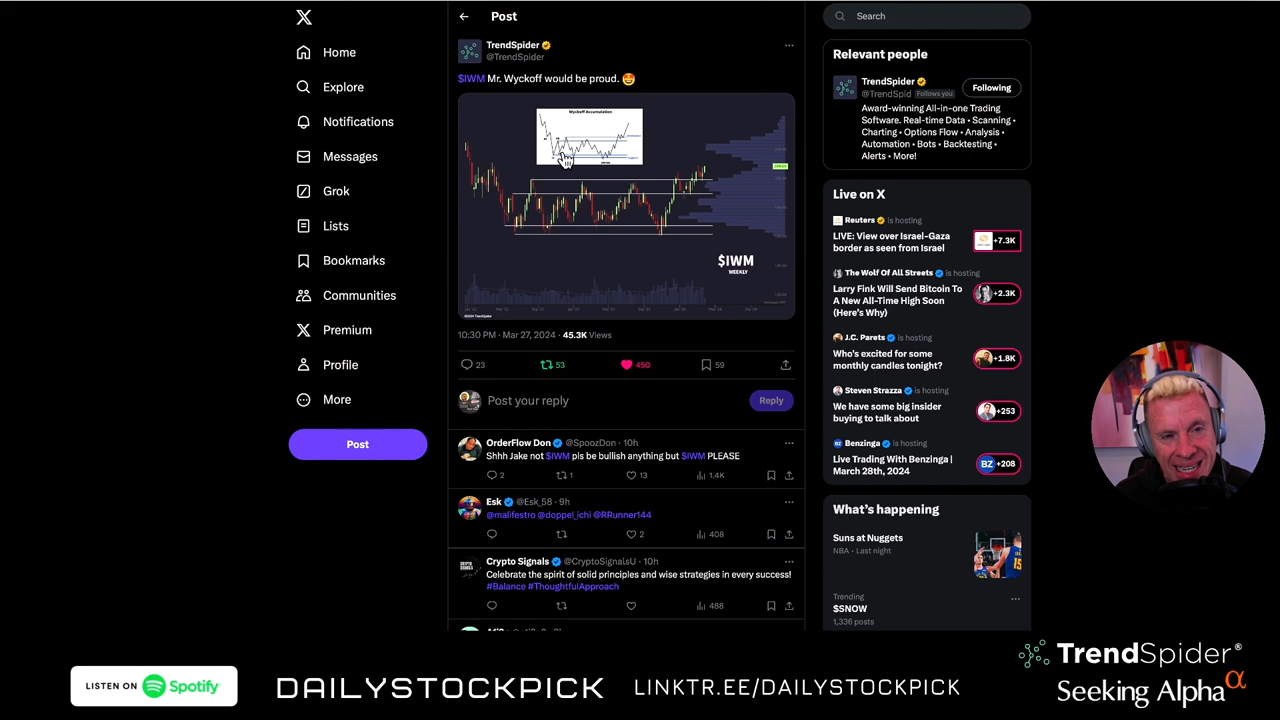 Home
Explore
Notifications
Messages
Grok
Lists
Bookmarks
Communities
Premium
Profile
More
Post
Post
TrendSpider
@TrendSpider
$IWM Mr. Wyckoff would be proud. 🤩
Wyckoff Accumulation
$IWM
WEEKLY
10:30 PM · Mar 27, 2024 · 45.3K Views
23
53
450
59
Post your reply
Reply
OrderFlow Don @SpoozDon · 10h
Shhh Jake not $IWM pls be bullish anything but $IWM PLEASE
2
1
13
1.4K
Esk @Esk_58 · 9h
@malifestro @doppel_ichi @RRunner144
2
408
Crypto Signals @CryptoSignalsU · 10h
Celebrate the spirit of solid principles and wise strategies in every success!
#Balance #ThoughtfulApproach
488
Search
Relevant people
TrendSpider
@TrendSpid Follows you
Following
Award-winning All-in-one Trading
Software. Real-time Data • Scanning •
Charting • Options Flow • Analysis •
Automation • Bots • Backtesting •
Alerts • More!
Live on X
Reuters is hosting
LIVE: View over Israel-Gaza
border as seen from Israel
+7.3K
The Wolf Of All Streets is hosting
Larry Fink Will Send Bitcoin To
A New All-Time High Soon
(Here's Why)
+2.3K
J.C. Parets is hosting
Who's excited for some
monthly candles tonight?
+1.8K
Steven Strazza is hosting
We have some big insider
buying to talk about
+253
Benzinga is hosting
Live Trading With Benzinga |
March 28th, 2024
BZ
+208
What's happening
Suns at Nuggets
NBA · Last night
Trending
$SNOW
1,336 posts
LISTEN ON Spotify
DAILYSTOCKPICK
LINKTR.EE/DAILYSTOCKPICK
TrendSpider®
Seeking Alpha α